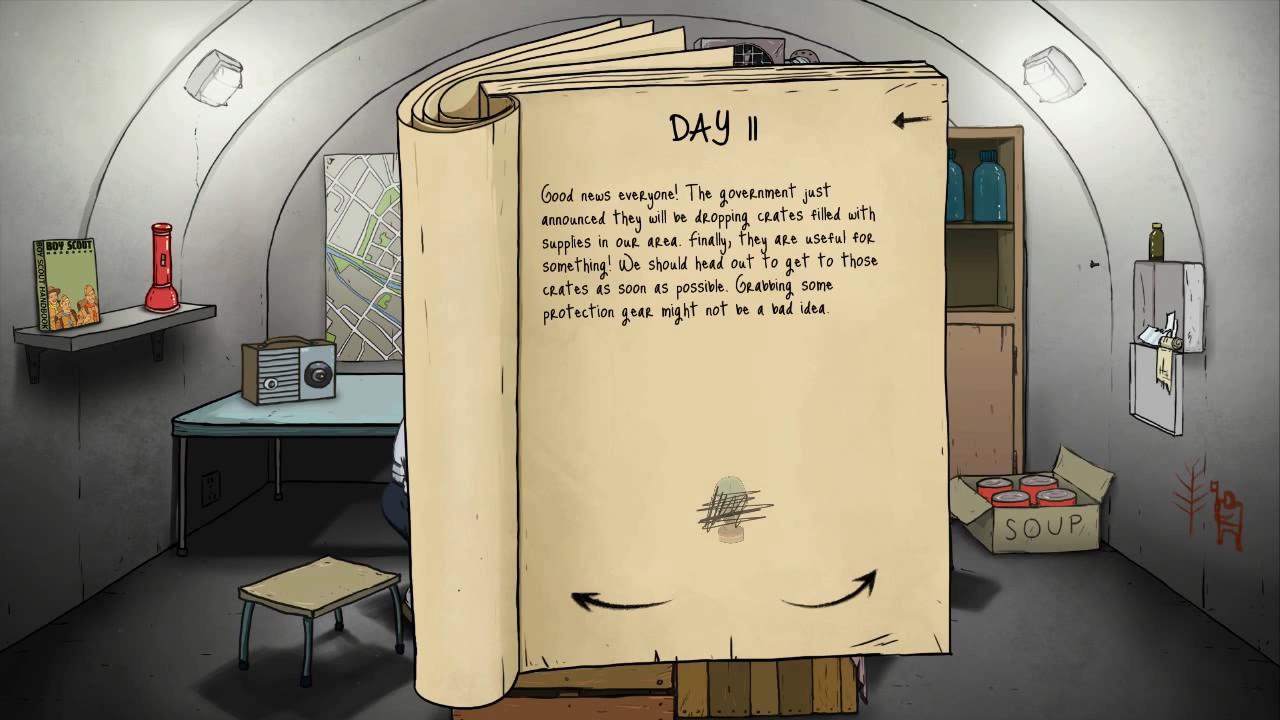 DAY 11
Good news everyone! The government just
announced they will be dropping crates filled with
supplies in our area. Finally, they are useful for
something! We should head out to get to those
crates as soon as possible. Grabbing some
protection gear might not be a bad idea.
BOY SCOUT
BOY SCOUT HANDBOOK
SOUP